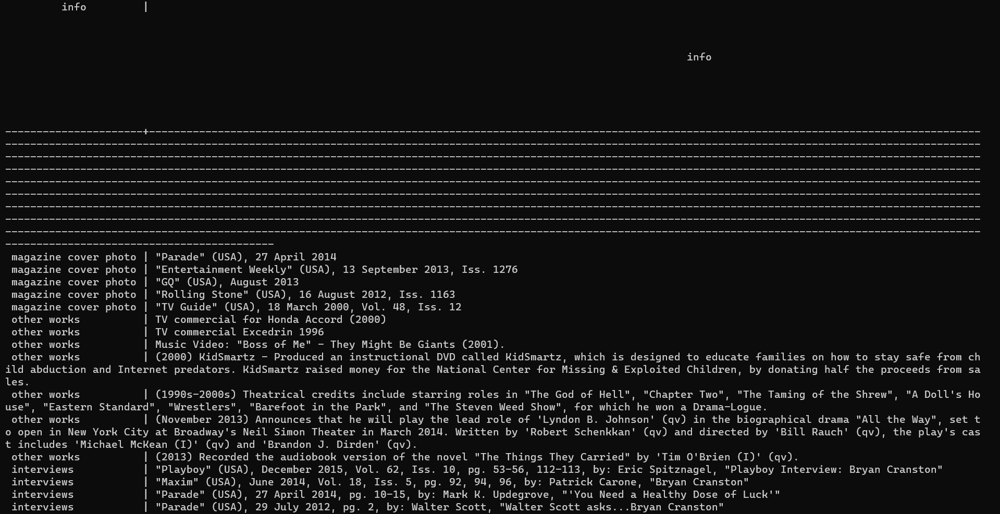 info         |
info
----------------------+-------------------------------------------------------------------------------------------------------------------------------------
------------------------------------------------------------------------------------------------------------------------------------------------------------
------------------------------------------------------------------------------------------------------------------------------------------------------------
------------------------------------------------------------------------------------------------------------------------------------------------------------
------------------------------------------------------------------------------------------------------------------------------------------------------------
------------------------------------------------------------------------------------------------------------------------------------------------------------
------------------------------------------------------------------------------------------------------------------------------------------------------------
------------------------------------------------------------------------------------------------------------------------------------------------------------
------------------------------------------------------------------------------------------------------------------------------------------------------------
-------------------------------------------
 magazine cover photo | "Parade" (USA), 27 April 2014
 magazine cover photo | "Entertainment Weekly" (USA), 13 September 2013, Iss. 1276
 magazine cover photo | "GQ" (USA), August 2013
 magazine cover photo | "Rolling Stone" (USA), 16 August 2012, Iss. 1163
 magazine cover photo | "TV Guide" (USA), 18 March 2000, Vol. 48, Iss. 12
 other works          | TV commercial for Honda Accord (2000)
 other works          | TV commercial Excedrin 1996
 other works          | Music Video: "Boss of Me" - They Might Be Giants (2001).
 other works          | (2000) KidSmartz - Produced an instructional DVD called KidSmartz, which is designed to educate families on how to stay safe from ch
ild abduction and Internet predators. KidSmartz raised money for the National Center for Missing & Exploited Children, by donating half the proceeds from sa
les.
 other works          | (1990s-2000s) Theatrical credits include starring roles in "The God of Hell", "Chapter Two", "The Taming of the Shrew", "A Doll's Ho
use", "Eastern Standard", "Wrestlers", "Barefoot in the Park", and "The Steven Weed Show", for which he won a Drama-Logue.
 other works          | (November 2013) Announces that he will play the lead role of 'Lyndon B. Johnson' (qv) in the biographical drama "All the Way", set t
o open in New York City at Broadway's Neil Simon Theater in March 2014. Written by 'Robert Schenkkan' (qv) and directed by 'Bill Rauch' (qv), the play's cas
t includes 'Michael McKean (I)' (qv) and 'Brandon J. Dirden' (qv).
 other works          | (2013) Recorded the audiobook version of the novel "The Things They Carried" by 'Tim O'Brien (I)' (qv).
 interviews           | "Playboy" (USA), December 2015, Vol. 62, Iss. 10, pg. 53-56, 112-113, by: Eric Spitznagel, "Playboy Interview: Bryan Cranston"
 interviews           | "Maxim" (USA), June 2014, Vol. 18, Iss. 5, pg. 92, 94, 96, by: Patrick Carone, "Bryan Cranston"
 interviews           | "Parade" (USA), 27 April 2014, pg. 10-15, by: Mark K. Updegrove, "'You Need a Healthy Dose of Luck'"
 interviews           | "Parade" (USA), 29 July 2012, pg. 2, by: Walter Scott, "Walter Scott asks...Bryan Cranston"